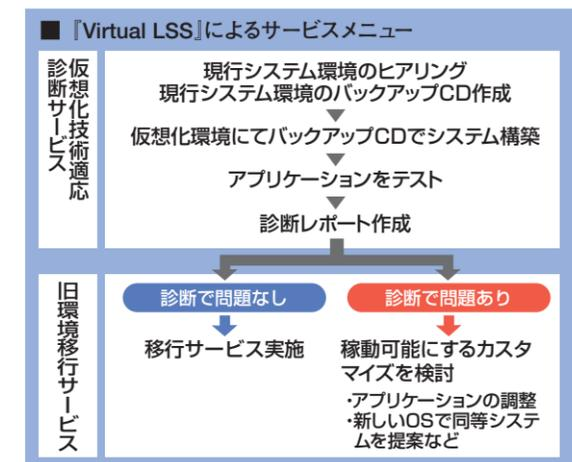 ■『Virtual LSS』によるサービスメニュー
仮想化技術適応
診断サービス
現行システム環境のヒアリング
現行システム環境のバックアップCD作成
仮想化環境にてバックアップCDでシステム構築
アプリケーションをテスト
診断レポート作成
旧環境移行サービス
診断で問題なし
移行サービス実施
診断で問題あり
稼動可能にするカスタ
マイズを検討
・アプリケーションの調整
・新しいOSで同等システ
ムを提案など